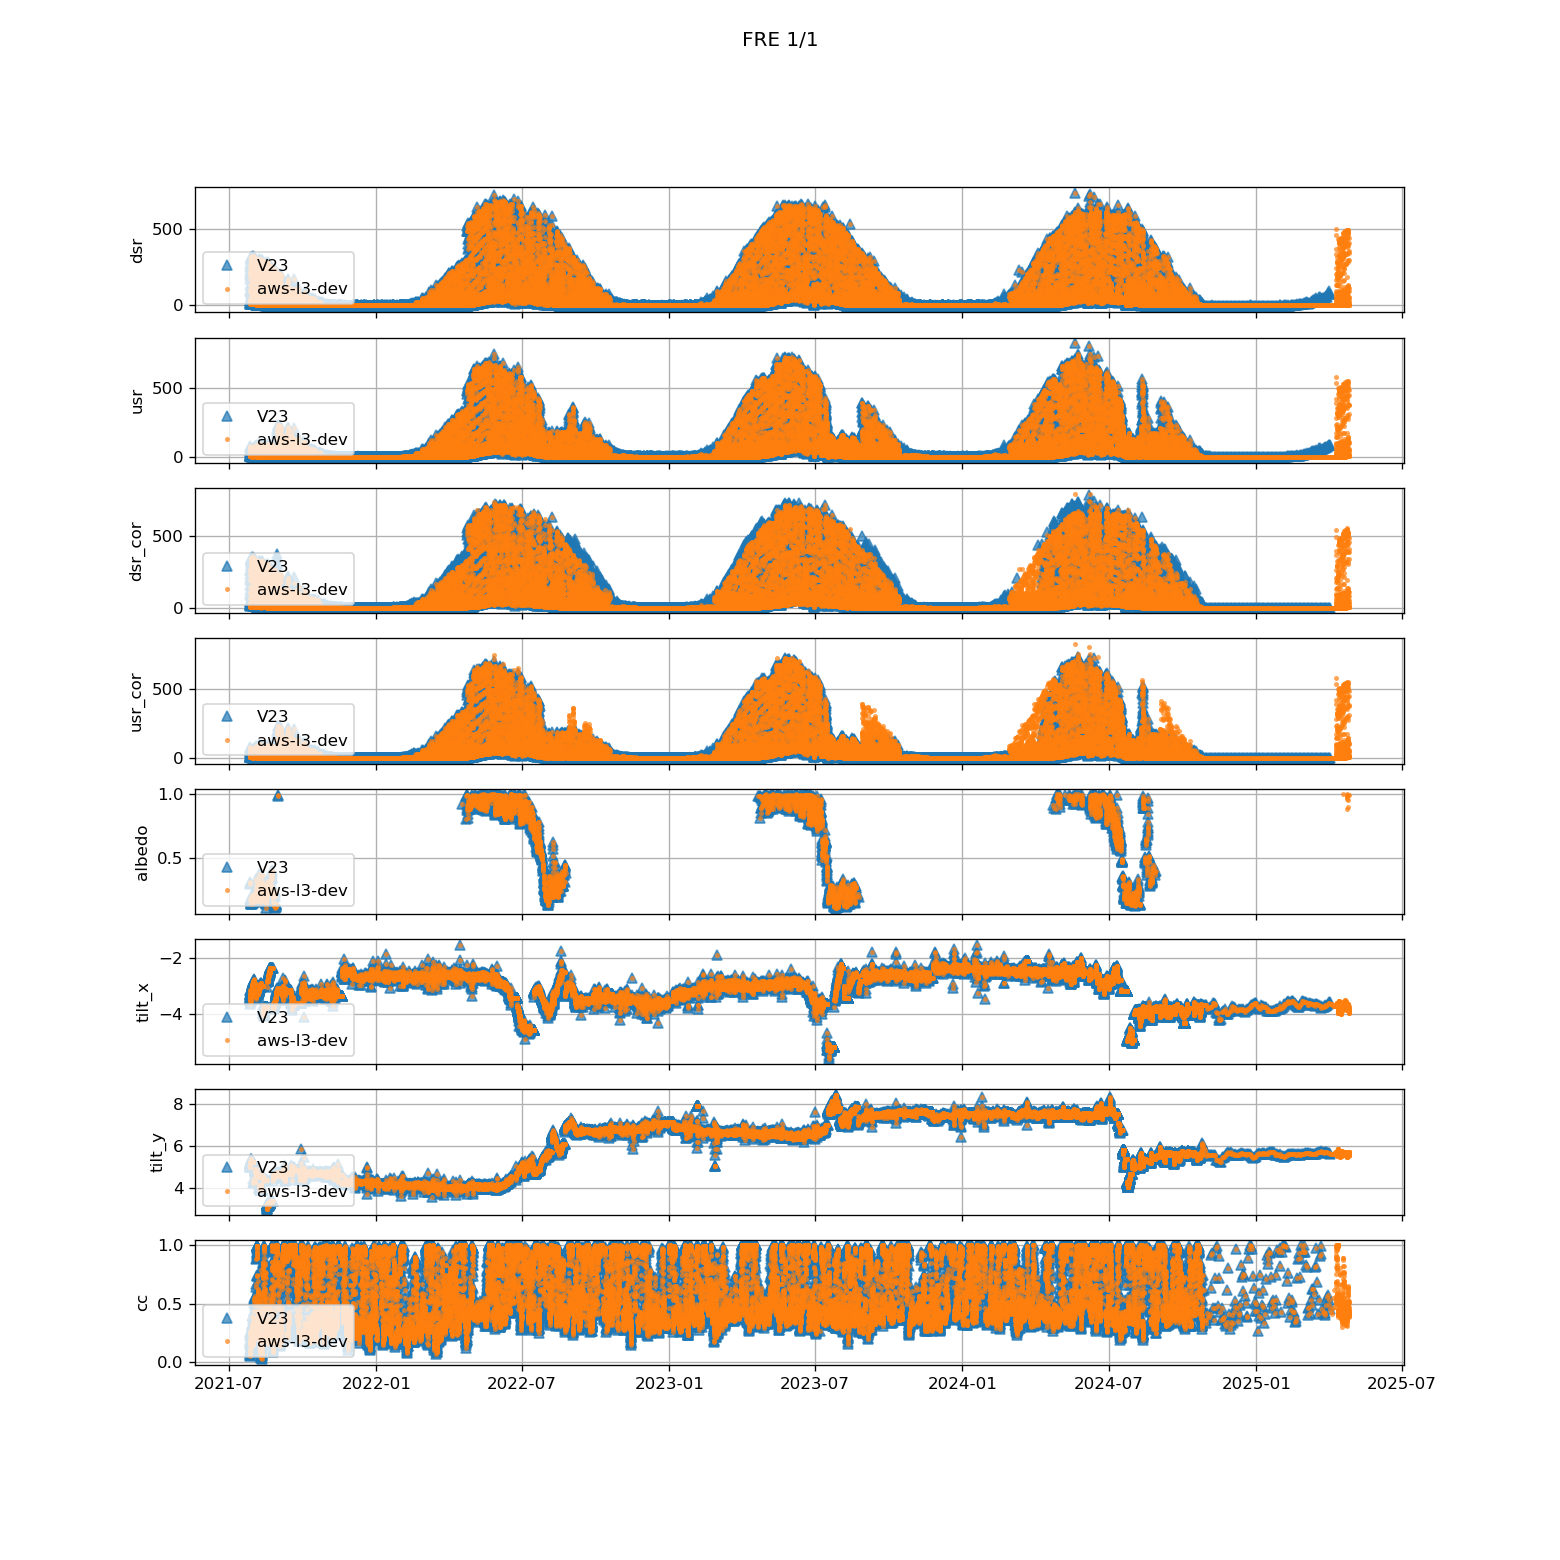 FRE 1/1
dsr
500
0
V23
aws-l3-dev
usr
500
0
V23
aws-l3-dev
dsr_cor
500
0
V23
aws-l3-dev
usr_cor
500
0
V23
aws-l3-dev
albedo
1.0
0.5
V23
aws-l3-dev
tilt_x
−2
−4
V23
aws-l3-dev
tilt_y
8
6
4
V23
aws-l3-dev
cc
1.0
0.5
0.0
V23
aws-l3-dev
2021-07 2022-01 2022-07 2023-01 2023-07 2024-01 2024-07 2025-01 2025-07